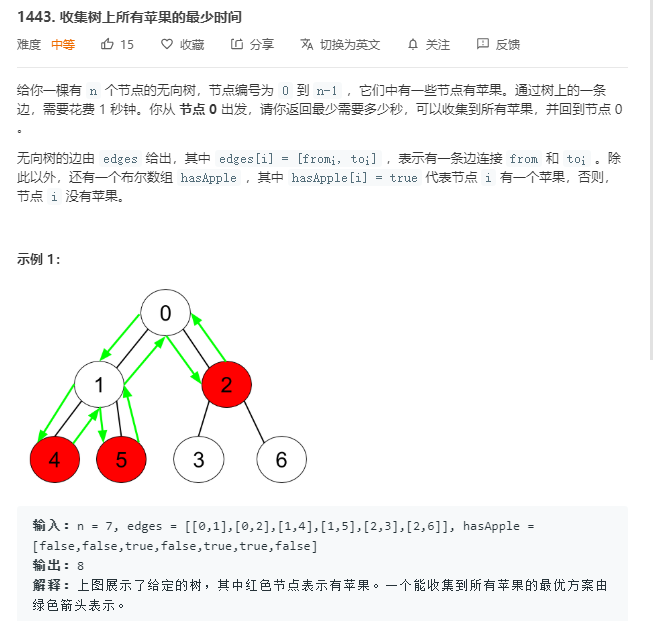 1443. 收集树上所有苹果的最少时间
难度 中等 15 收藏 分享 切换为英文 关注 反馈
给你一棵有 n 个节点的无向树，节点编号为 0 到 n-1 ，它们中有一些节点有苹果。通过树上的一条
边，需要花费 1 秒钟。你从 节点 0 出发，请你返回最少需要多少秒，可以收集到所有苹果，并回到节点 0
。
无向树的边由 edges 给出，其中 edges[i] = [fromi, toi] ，表示有一条边连接 from 和 toi 。除
此以外，还有一个布尔数组 hasApple ，其中 hasApple[i] = true 代表节点 i 有一个苹果，否则，
节点 i 没有苹果。
示例 1：
0
1 2
4 5 3 6
输入：n = 7, edges = [[0,1],[0,2],[1,4],[1,5],[2,3],[2,6]], hasApple =
[false,false,true,false,true,true,false]
输出：8
解释：上图展示了给定的树，其中红色节点表示有苹果。一个能收集到所有苹果的最优方案由
绿色箭头表示。